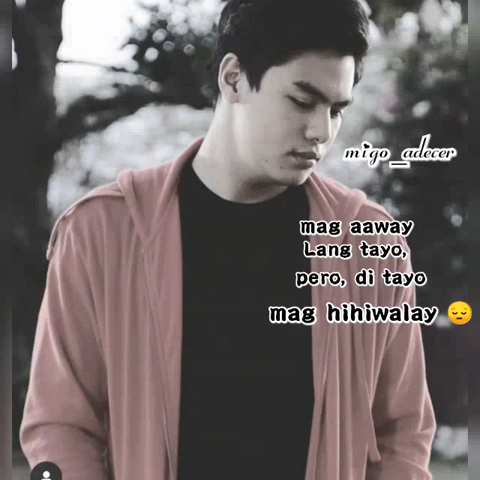 migo_adecer
mag aaway
Lang tayo,
pero, di tayo
mag hihiwalay 😔